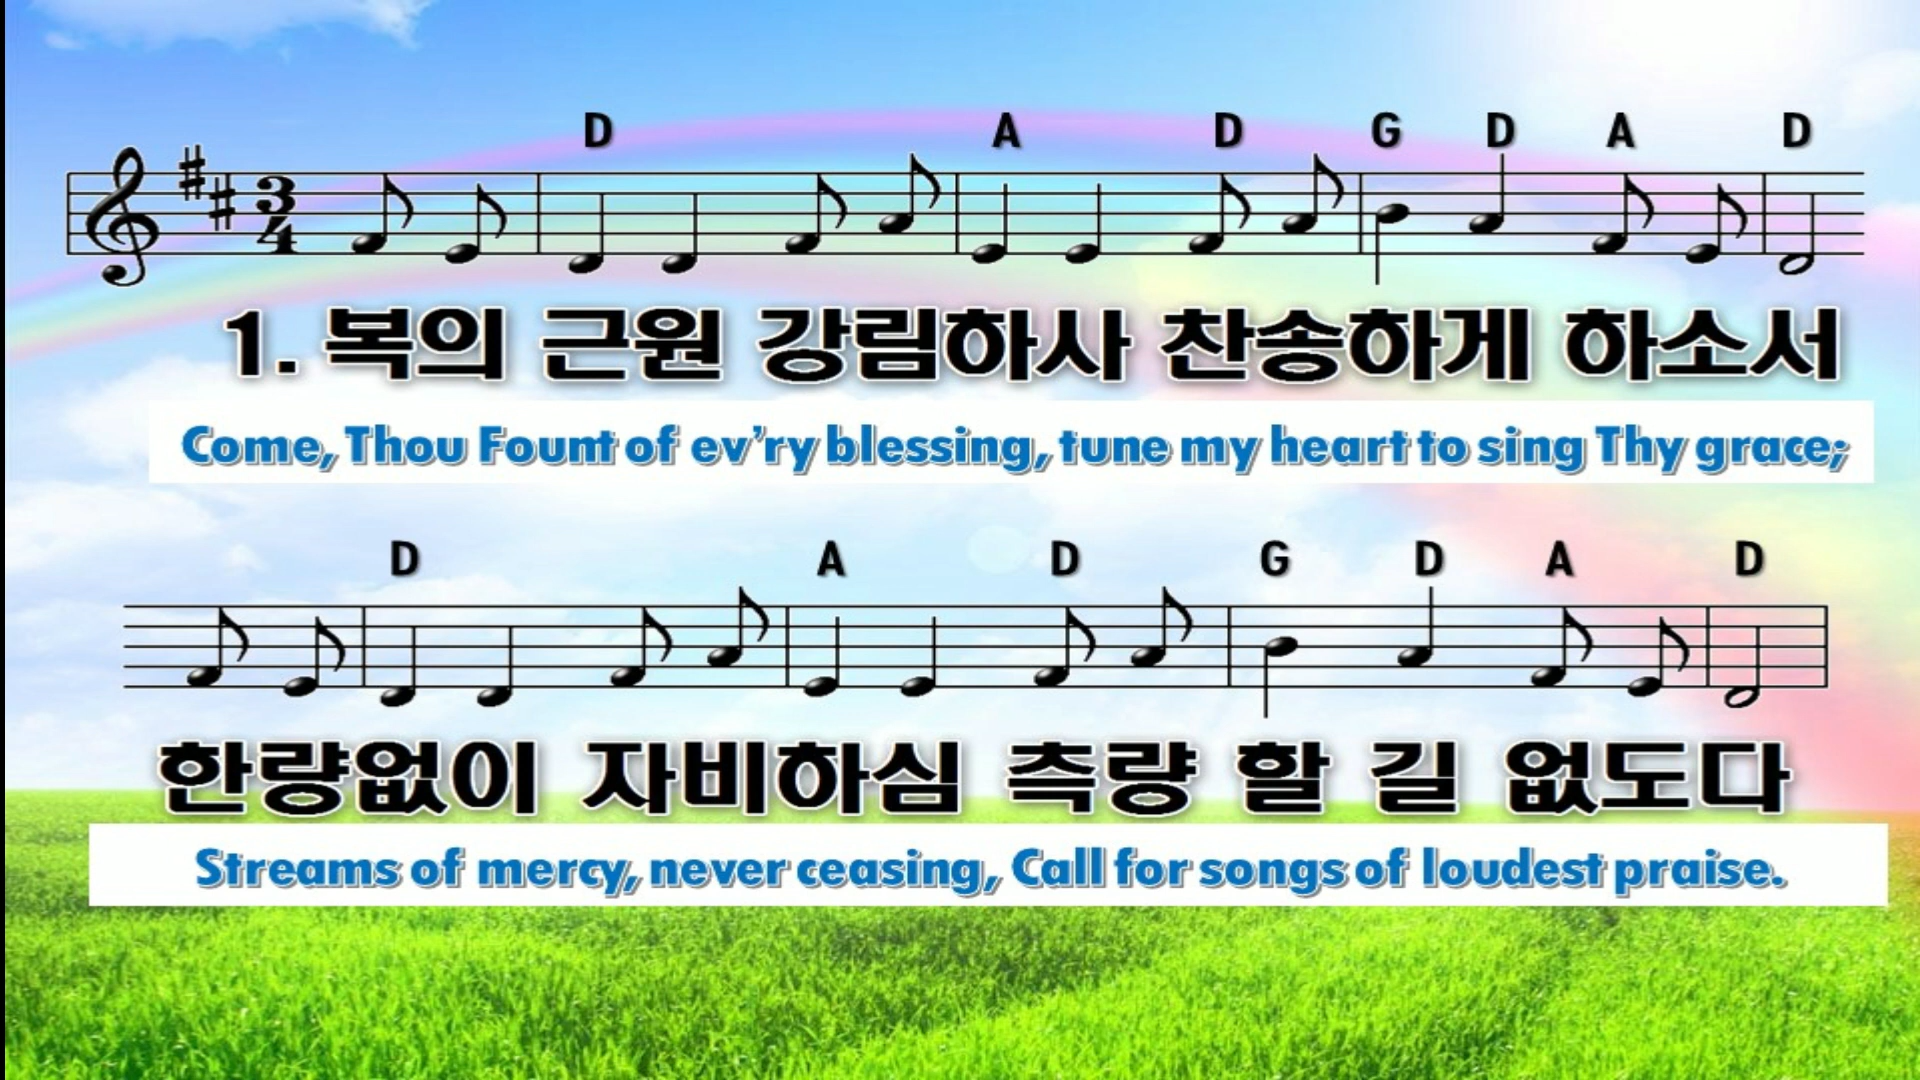 D A D G D A D
3
4
1. 복의 근원 강림하사 찬송하게 하소서
Come, Thou Fount of ev’ry blessing, tune my heart to sing Thy grace;
D A D G D A D
한량없이 자비하심 측량 할 길 없도다
Streams of mercy, never ceasing, Call for songs of loudest praise.